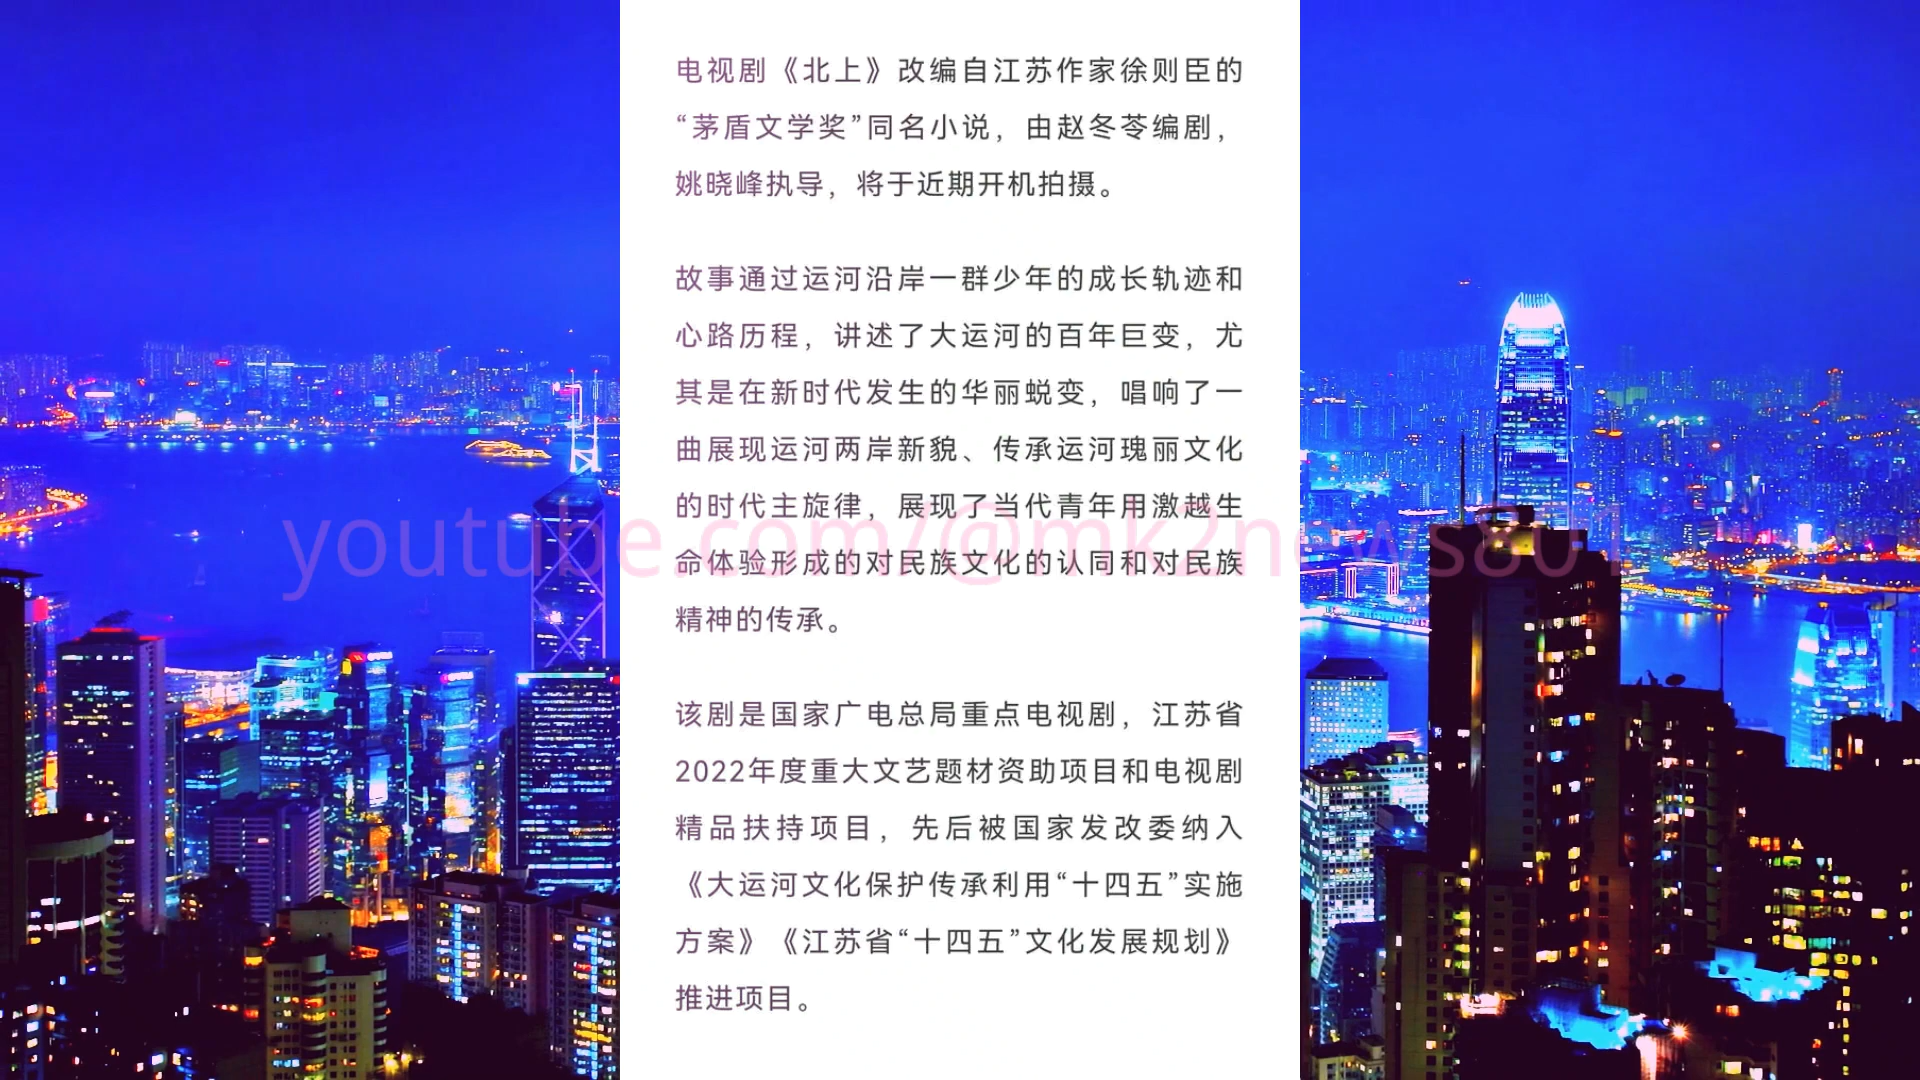 电视剧《北上》改编自江苏作家徐则臣的
“茅盾文学奖”同名小说，由赵冬苓编剧，
姚晓峰执导，将于近期开机拍摄。
故事通过运河沿岸一群少年的成长轨迹和
心路历程，讲述了大运河的百年巨变，尤
其是在新时代发生的华丽蜕变，唱响了一
曲展现运河两岸新貌、传承运河瑰丽文化
的时代主旋律，展现了当代青年用激越生
youtube.com/@mk2news801
命体验形成的对民族文化的认同和对民族
精神的传承。
该剧是国家广电总局重点电视剧，江苏省
2022年度重大文艺题材资助项目和电视剧
精品扶持项目，先后被国家发改委纳入
《大运河文化保护传承利用“十四五”实施
方案》《江苏省“十四五”文化发展规划》
推进项目。